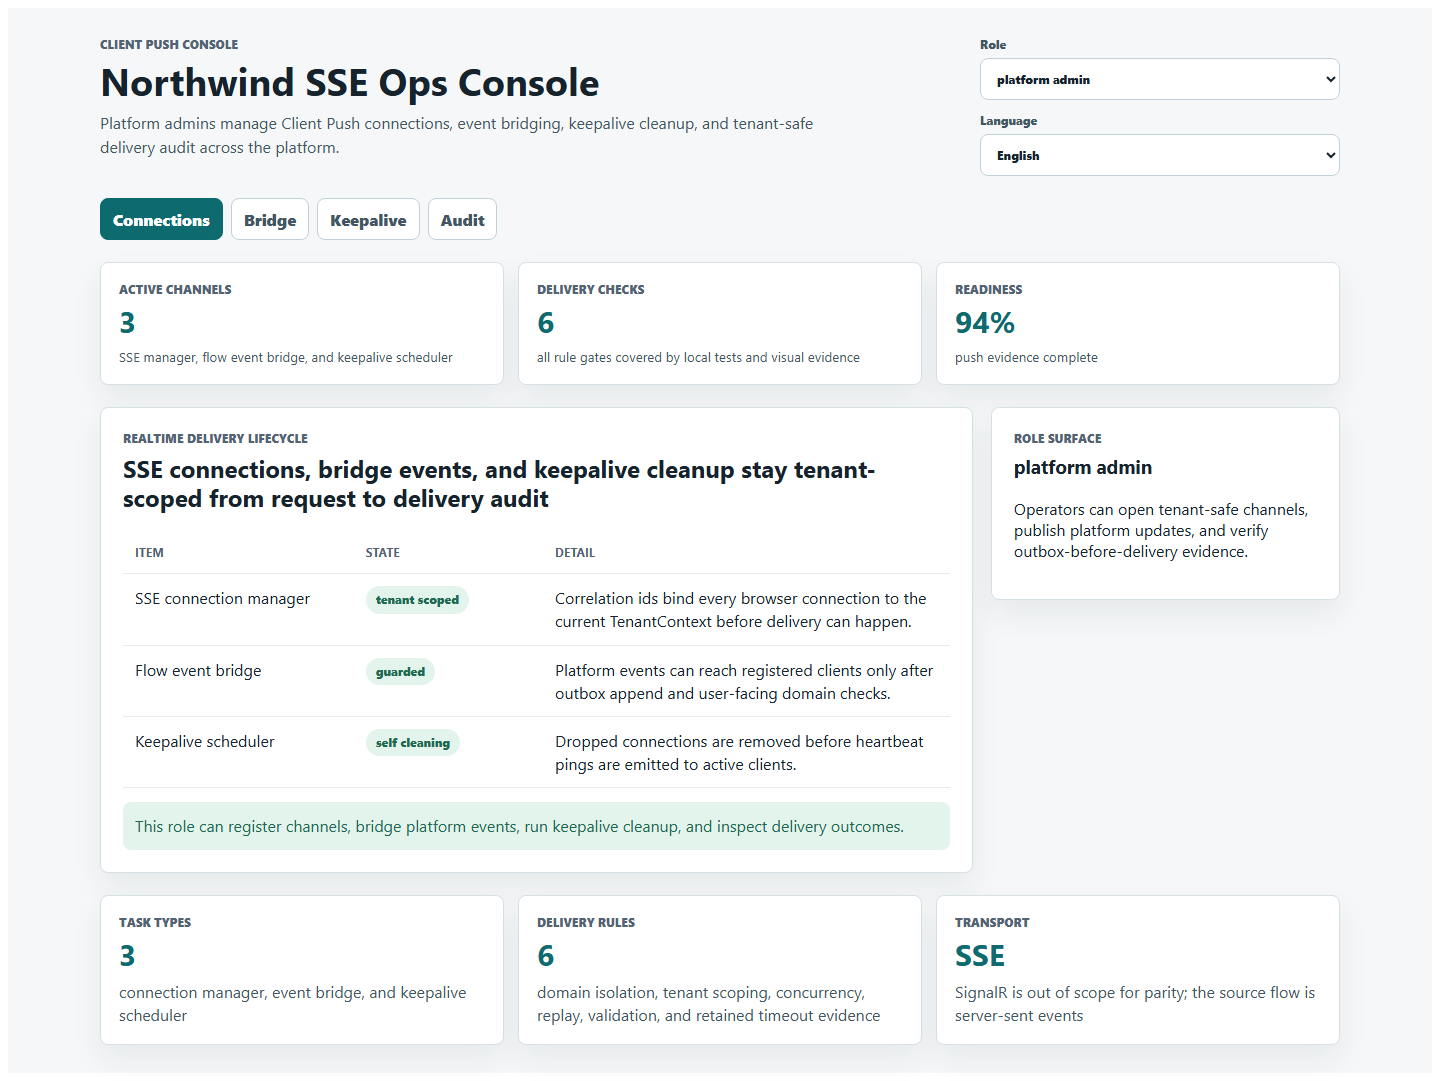 CLIENT PUSH CONSOLE
Northwind SSE Ops Console
Platform admins manage Client Push connections, event bridging, keepalive cleanup, and tenant-safe
delivery audit across the platform.
Role
platform admin
Language
English
Connections
Bridge
Keepalive
Audit
ACTIVE CHANNELS
3
SSE manager, flow event bridge, and keepalive scheduler
DELIVERY CHECKS
6
all rule gates covered by local tests and visual evidence
READINESS
94%
push evidence complete
REALTIME DELIVERY LIFECYCLE
SSE connections, bridge events, and keepalive cleanup stay tenant-
scoped from request to delivery audit
ITEM STATE DETAIL
SSE connection manager
tenant scoped
Correlation ids bind every browser connection to the
current TenantContext before delivery can happen.
Flow event bridge
guarded
Platform events can reach registered clients only after
outbox append and user-facing domain checks.
Keepalive scheduler
self cleaning
Dropped connections are removed before heartbeat
pings are emitted to active clients.
This role can register channels, bridge platform events, run keepalive cleanup, and inspect delivery outcomes.
ROLE SURFACE
platform admin
Operators can open tenant-safe channels,
publish platform updates, and verify
outbox-before-delivery evidence.
TASK TYPES
3
connection manager, event bridge, and keepalive
scheduler
DELIVERY RULES
6
domain isolation, tenant scoping, concurrency,
replay, validation, and retained timeout evidence
TRANSPORT
SSE
SignalR is out of scope for parity; the source flow is
server-sent events